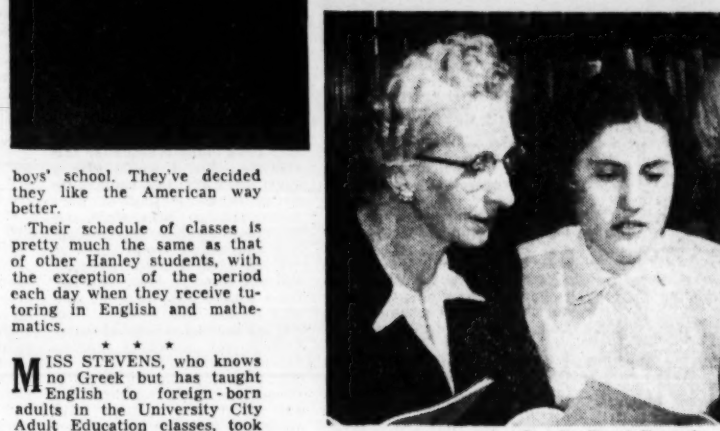 boys' school. They've decided
they like the American way
better.
Their schedule of classes is
pretty much the same as that
of other Hanley students, with
the exception of the period
each day when they receive tu-
toring in English and mathe-
matics.
★ ★ ★
MISS STEVENS, who knows
no Greek but has taught
English to foreign-born
adults in the University City
Adult Education classes, took